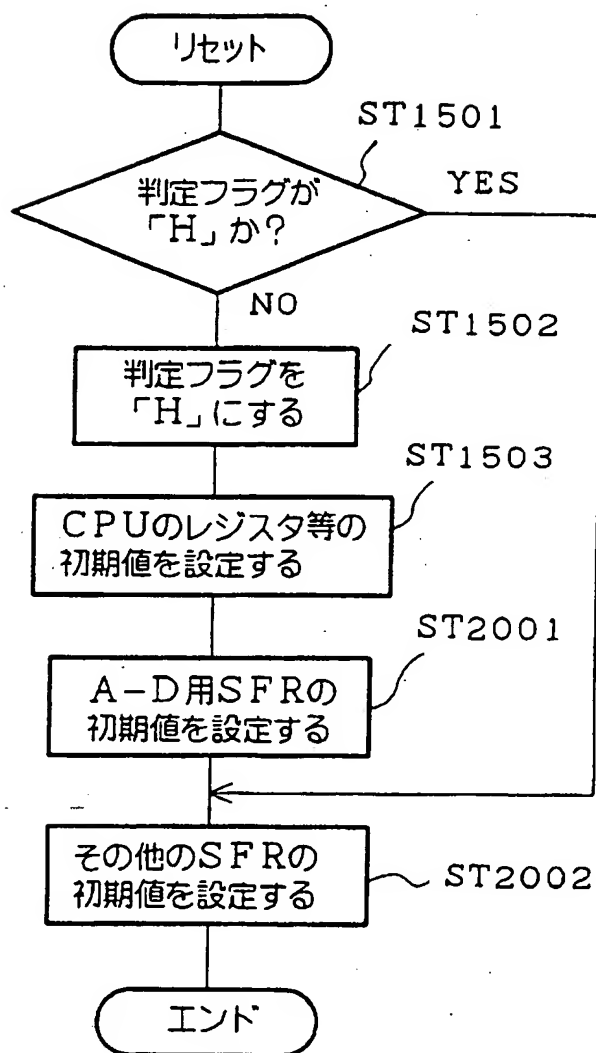 リセット
ST1501
判定フラグが
「H」か?
YES
NO
ST1502
判定フラグを
「H」にする
ST1503
CPUのレジスタ等の
初期値を設定する
ST2001
A-D用SFRの
初期値を設定する
その他のSFRの
初期値を設定する
ST2002
エンド